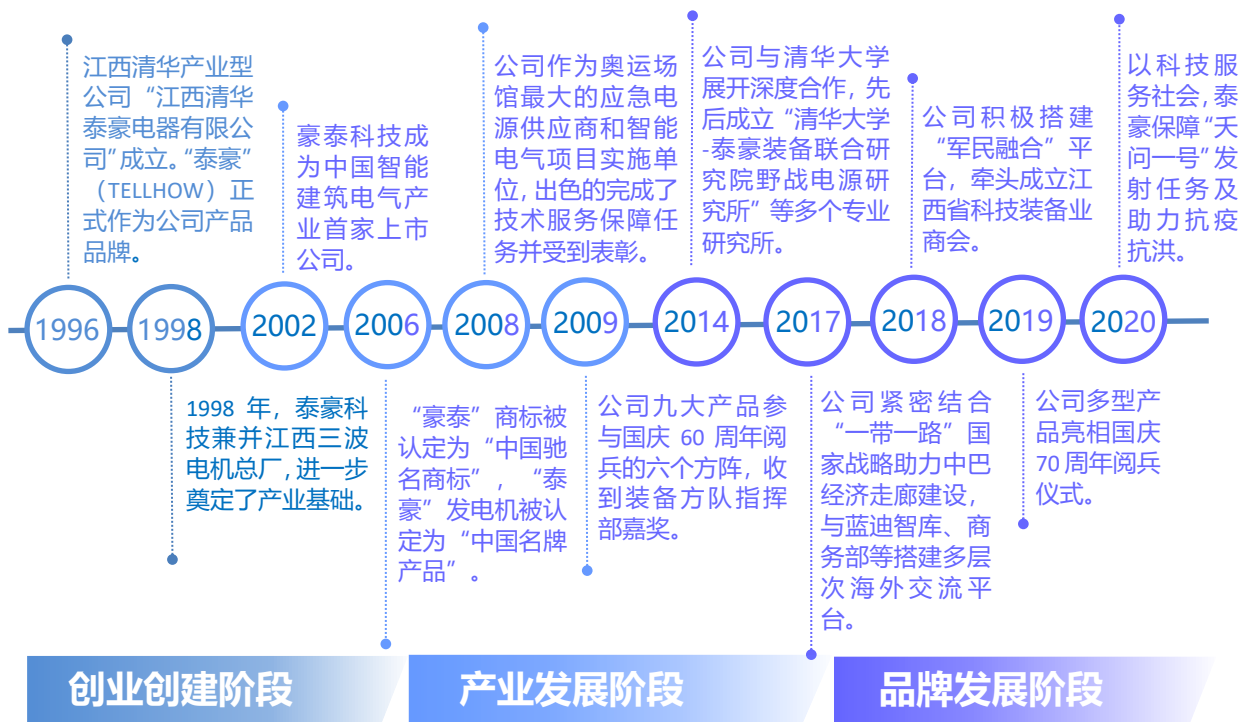 江西清华产业型
公司“江西清华
泰豪电器有限公
司”成立。“泰豪”
（TELLHOW）正
式作为公司产品
品牌。
豪泰科技成
为中国智能
建筑电气产
业首家上市
公司。
公司作为奥运场
馆最大的应急电
源供应商和智能
电气项目实施单
位，出色的完成了
技术服务保障任
务并受到表彰。
公司与清华大学
展开深度合作，先
后成立“清华大学
-泰豪装备联合研
究院野战电源研
究所”等多个专业
研究所。
公司积极搭建
“军民融合”平
台，牵头成立江
西省科技装备业
商会。
以科技服
务社会，泰
豪保障“天
问一号”发
射任务及
助力抗疫
抗洪。
1996
1998
2002
2006
2008
2009
2014
2017
2018
2019
2020
1998 年，泰豪科
技兼并江西三波
电机总厂，进一步
奠定了产业基础。
“豪泰”商标被
认定为“中国驰
名商标”，“泰
豪”发电机被认
定为“中国名牌
产品”。
公司九大产品参
与国庆 60 周年阅
兵的六个方阵，收
到装备方队指挥
部嘉奖。
公司紧密结合
“一带一路”国
家战略助力中巴
经济走廊建设，
与蓝迪智库、商
务部等搭建多层
次海外交流平
台。
公司多型产
品亮相国庆
70 周年阅兵
仪式。
创业创建阶段
产业发展阶段
品牌发展阶段